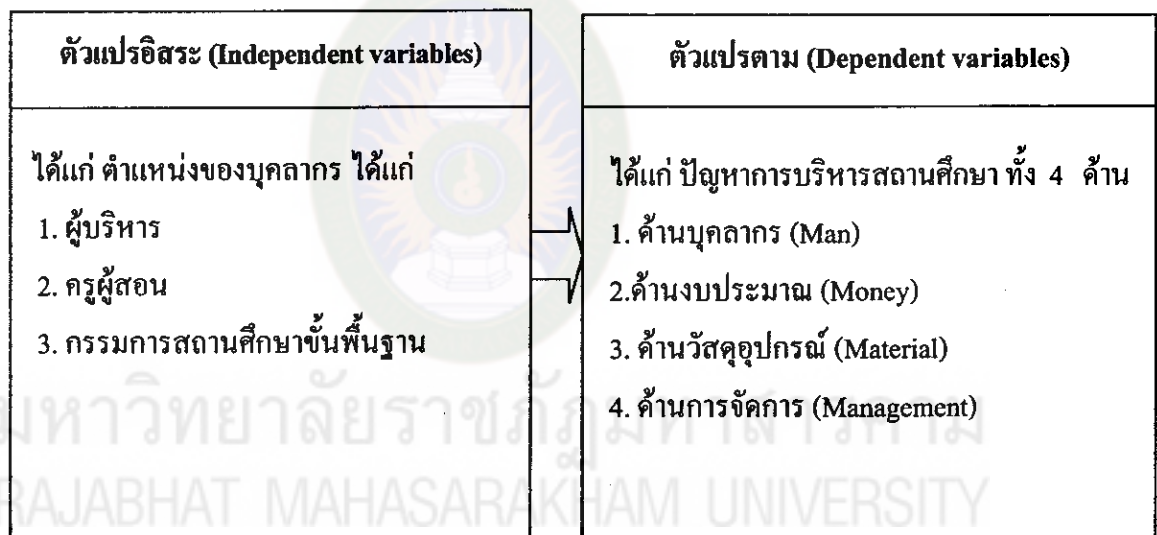 ตัวแปรอิสระ (Independent variables)
ได้แก่ ตำแหน่งของบุคลากร ได้แก่
1. ผู้บริหาร
2. ครูผู้สอน
3. กรรมการสถานศึกษาขั้นพื้นฐาน
ตัวแปรตาม (Dependent variables)
ได้แก่ ปัญหาการบริหารสถานศึกษา ทั้ง 4 ด้าน
1. ด้านบุคลากร (Man)
2.ด้านงบประมาณ (Money)
3. ด้านวัสดุอุปกรณ์ (Material)
4. ด้านการจัดการ (Management)
มหาวิทยาลัยราชภัฏมหาสารคาม
RAJABHAT MAHASARAKHAM UNIVERSITY